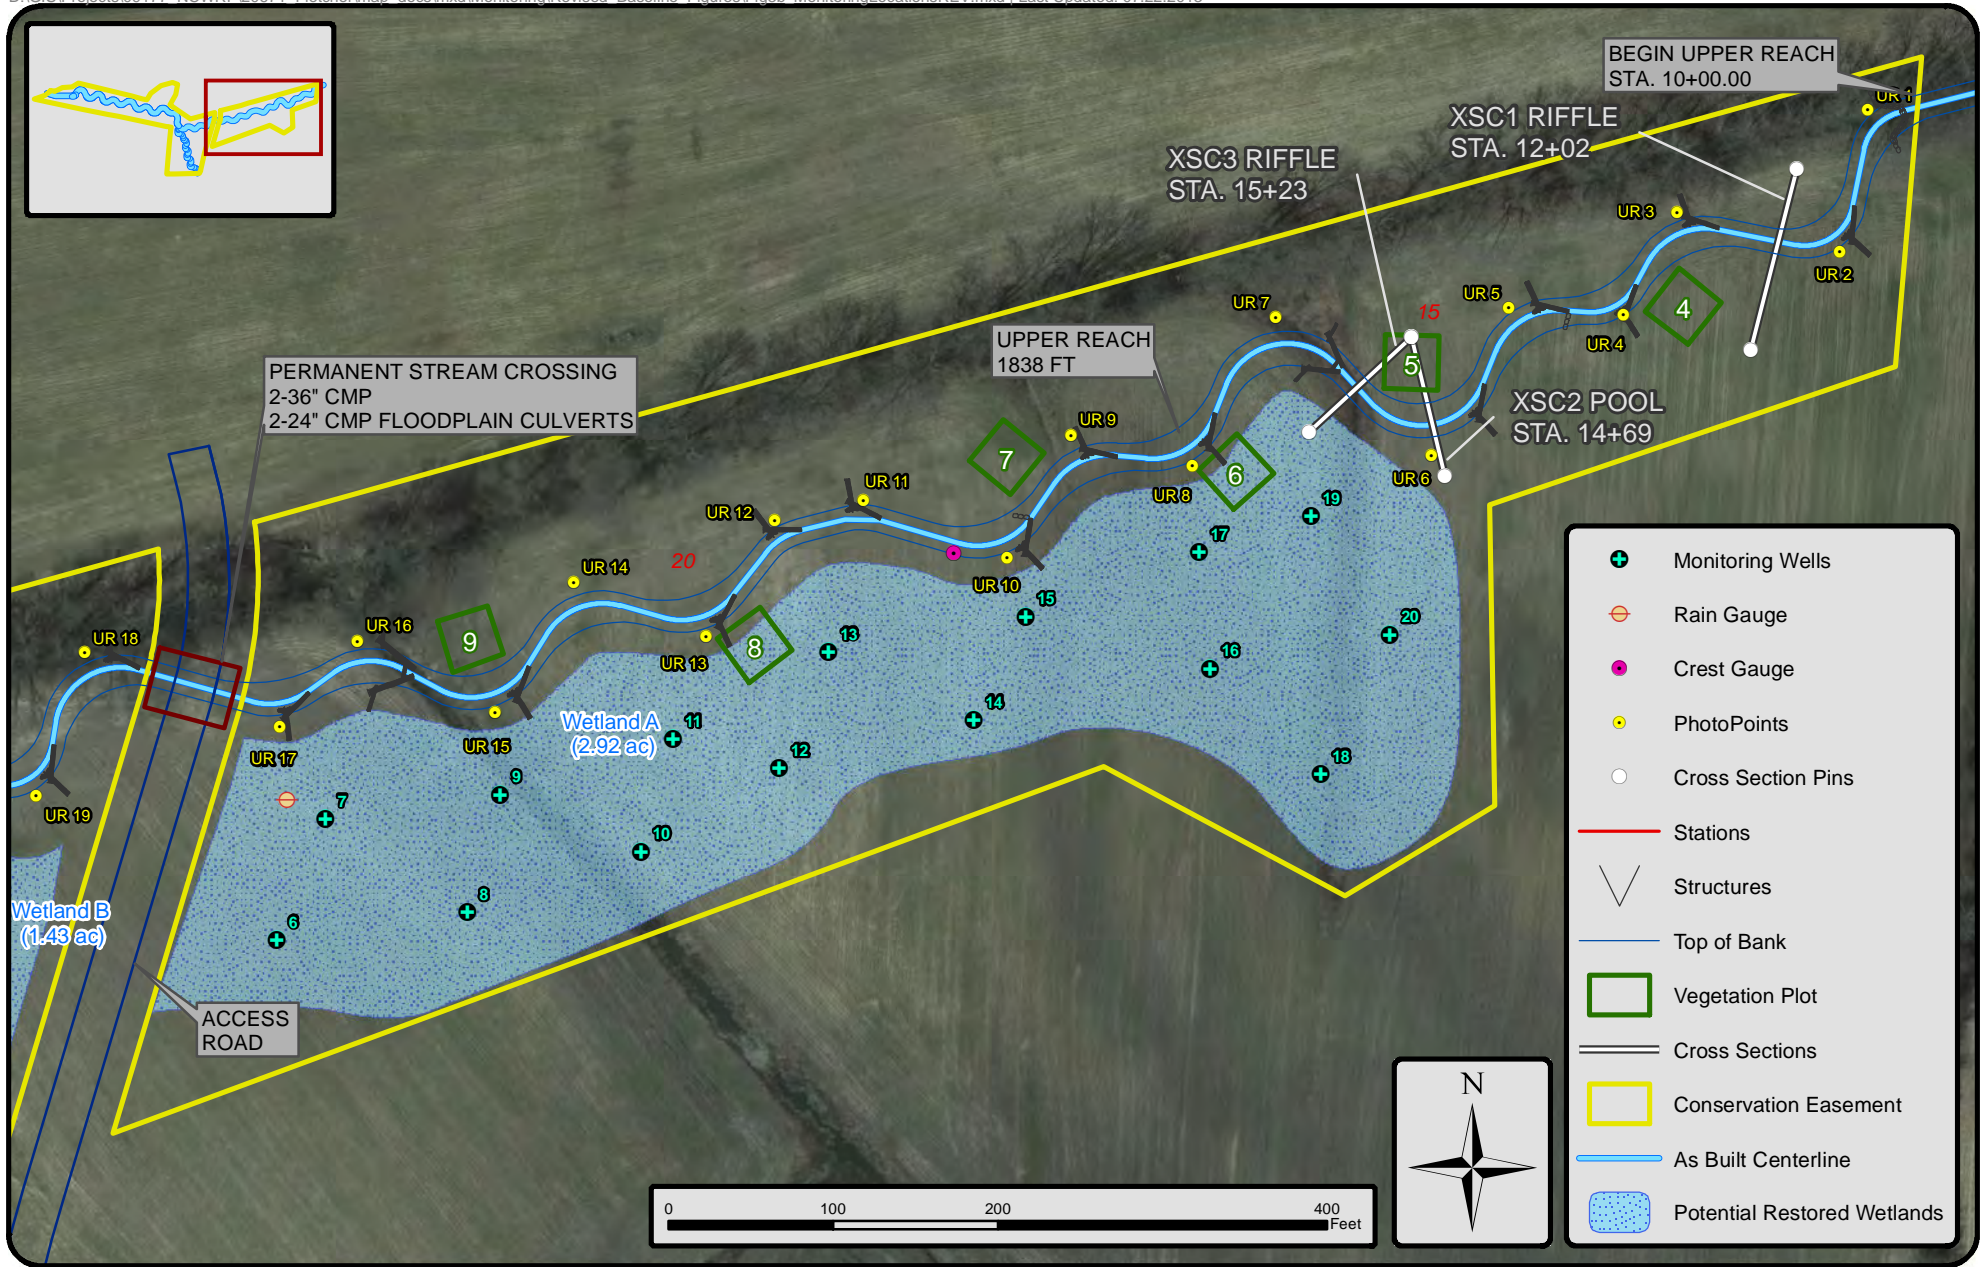 BEGIN UPPER REACH
STA. 10+00.00
UR 1
XSC1 RIFFLE
STA. 12+02
XSC3 RIFFLE
STA. 15+23
UR 3
UR 2
UR 7
UR 5
15
4
UR 4
UPPER REACH
1838 FT
5
PERMANENT STREAM CROSSING
2-36" CMP
2-24" CMP FLOODPLAIN CULVERTS
XSC2 POOL
STA. 14+69
UR 9
7
6
UR 8
UR 6
UR 11
UR 12
19
17
20
UR 14
UR 10
15
20
UR 16
UR 18
9
8
UR 13
13
16
14
Wetland A
(2.92 ac)
11
12
UR 15
UR 17
18
9
7
UR 19
10
8
6
Wetland B
(1.43 ac)
ACCESS
ROAD
Monitoring Wells
Rain Gauge
Crest Gauge
PhotoPoints
Cross Section Pins
Stations
Structures
Top of Bank
Vegetation Plot
Cross Sections
Conservation Easement
As Built Centerline
Potential Restored Wetlands
N
0 100 200 400
Feet